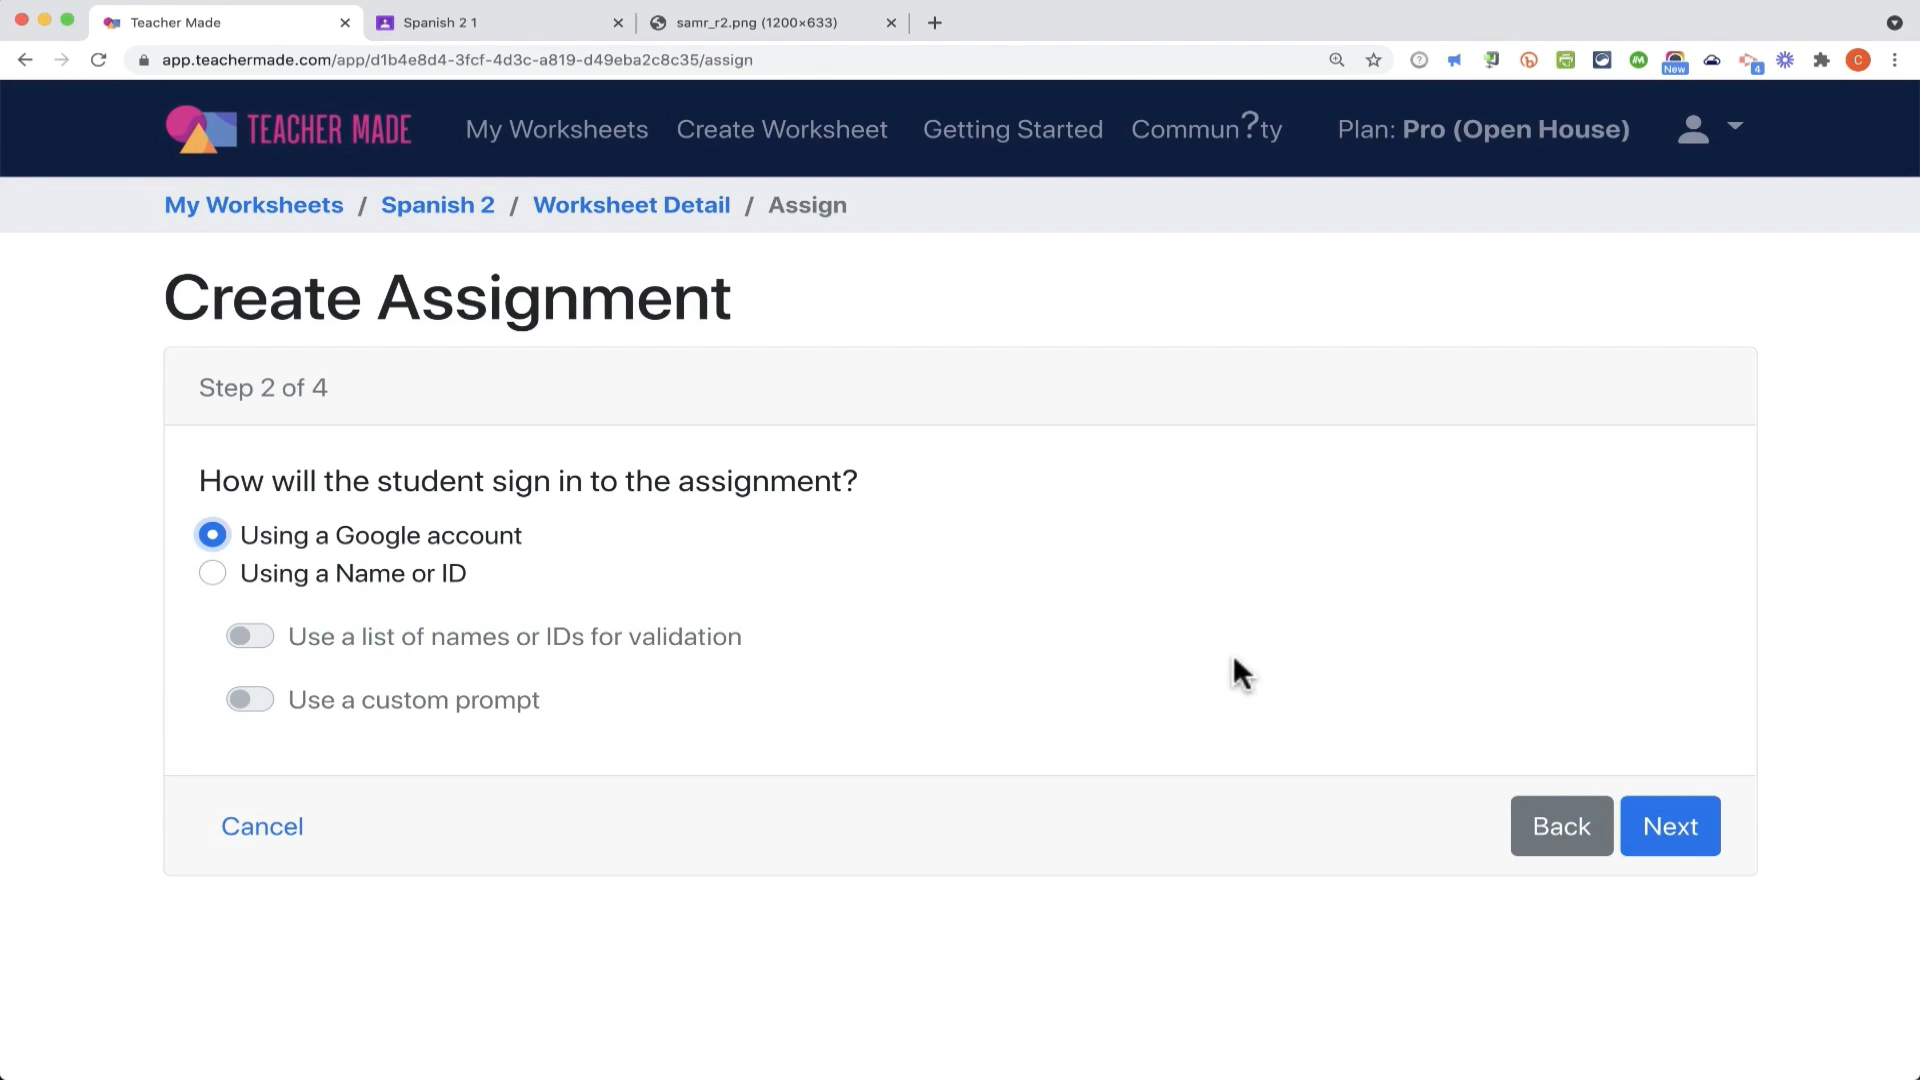 Teacher Made
Spanish 2 1
samr_r2.png (1200×633)
app.teachermade.com/app/d1b4e8d4-3fcf-4d3c-a819-d49eba2c8c35/assign
New
4
C
TEACHER MADE
My Worksheets
Create Worksheet
Getting Started
Commun?ty
Plan: Pro (Open House)
My Worksheets / Spanish 2 / Worksheet Detail / Assign
Create Assignment
Step 2 of 4
How will the student sign in to the assignment?
Using a Google account
Using a Name or ID
Use a list of names or IDs for validation
Use a custom prompt
Cancel
Back
Next